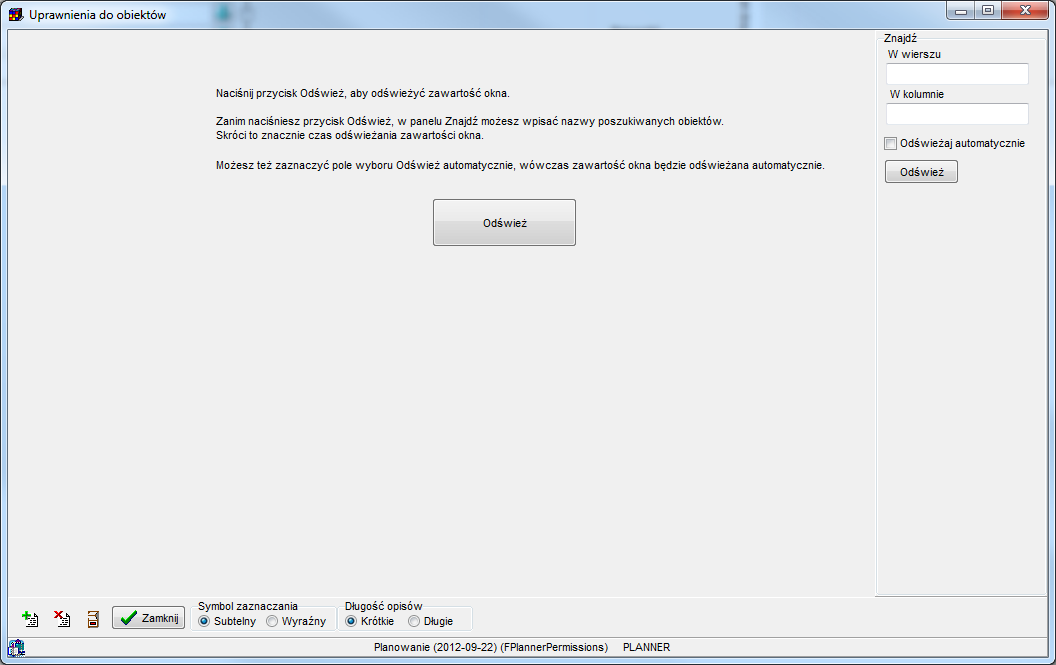 Uprawnienia do obiektów
Znajdź
W wierszu
W kolumnie
Odświeżaj automatycznie
Odśwież
Naciśnij przycisk Odśwież, aby odświeżyć zawartość okna.
Zanim naciśniesz przycisk Odśwież, w panelu Znajdź możesz wpisać nazwy poszukiwanych obiektów.
Skróci to znacznie czas odświeżania zawartości okna.
Możesz też zaznaczyć pole wyboru Odśwież automatycznie, wówczas zawartość okna będzie odświeżana automatycznie.
Odśwież
Zamknij
Symbol zaznaczania
Subtelny Wyraźny
Długość opisów
Krótkie Długie
Planowanie (2012-09-22) (FPlannerPermissions) PLANNER